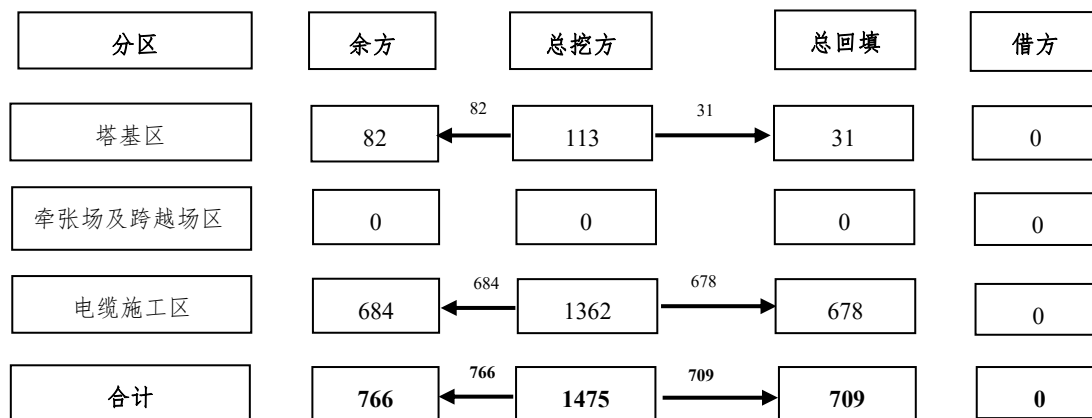 分区 余方 总挖方 总回填 借方
82 31
塔基区 82 113 31 0
牵张场及跨越场区 0 0 0 0
684 678
电缆施工区 684 1362 678 0
766 709
合计 766 1475 709 0